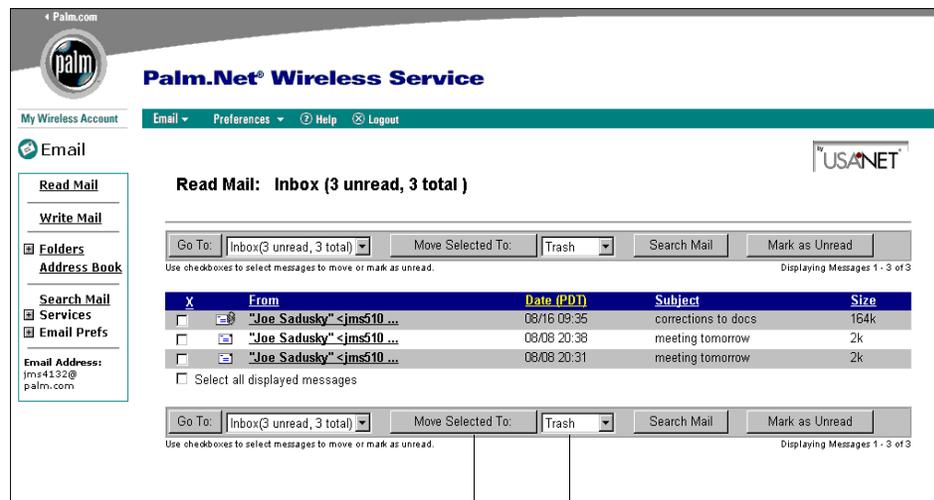 Palm.com
palm
Palm.Net® Wireless Service
My Wireless Account
Email Preferences Help Logout
Email
by USA.NET
Read Mail
Write Mail
Folders
Address Book
Search Mail
Services
Email Prefs
Email Address:
jms4132@
palm.com
Read Mail: Inbox (3 unread, 3 total )
Go To: Inbox(3 unread, 3 total) Move Selected To: Trash Search Mail Mark as Unread
Use checkboxes to select messages to move or mark as unread. Displaying Messages 1 - 3 of 3
X From Date (PDT) Subject Size
"Joe Sadusky" <jms510 ... 08/16 09:35 corrections to docs 164k
"Joe Sadusky" <jms510 ... 08/08 20:38 meeting tomorrow 2k
"Joe Sadusky" <jms510 ... 08/08 20:31 meeting tomorrow 2k
Select all displayed messages
Go To: Inbox(3 unread, 3 total) Move Selected To: Trash Search Mail Mark as Unread
Use checkboxes to select messages to move or mark as unread. Displaying Messages 1 - 3 of 3